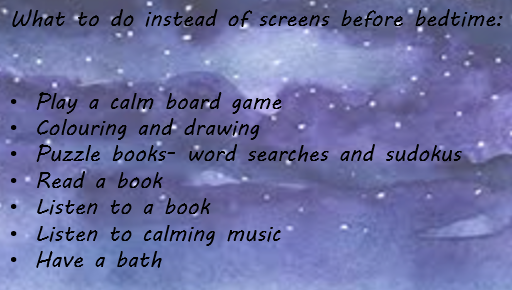 What to do instead of screens before bedtime:
• Play a calm board game
• Colouring and drawing
• Puzzle books- word searches and sudokus
• Read a book
• Listen to a book
• Listen to calming music
• Have a bath